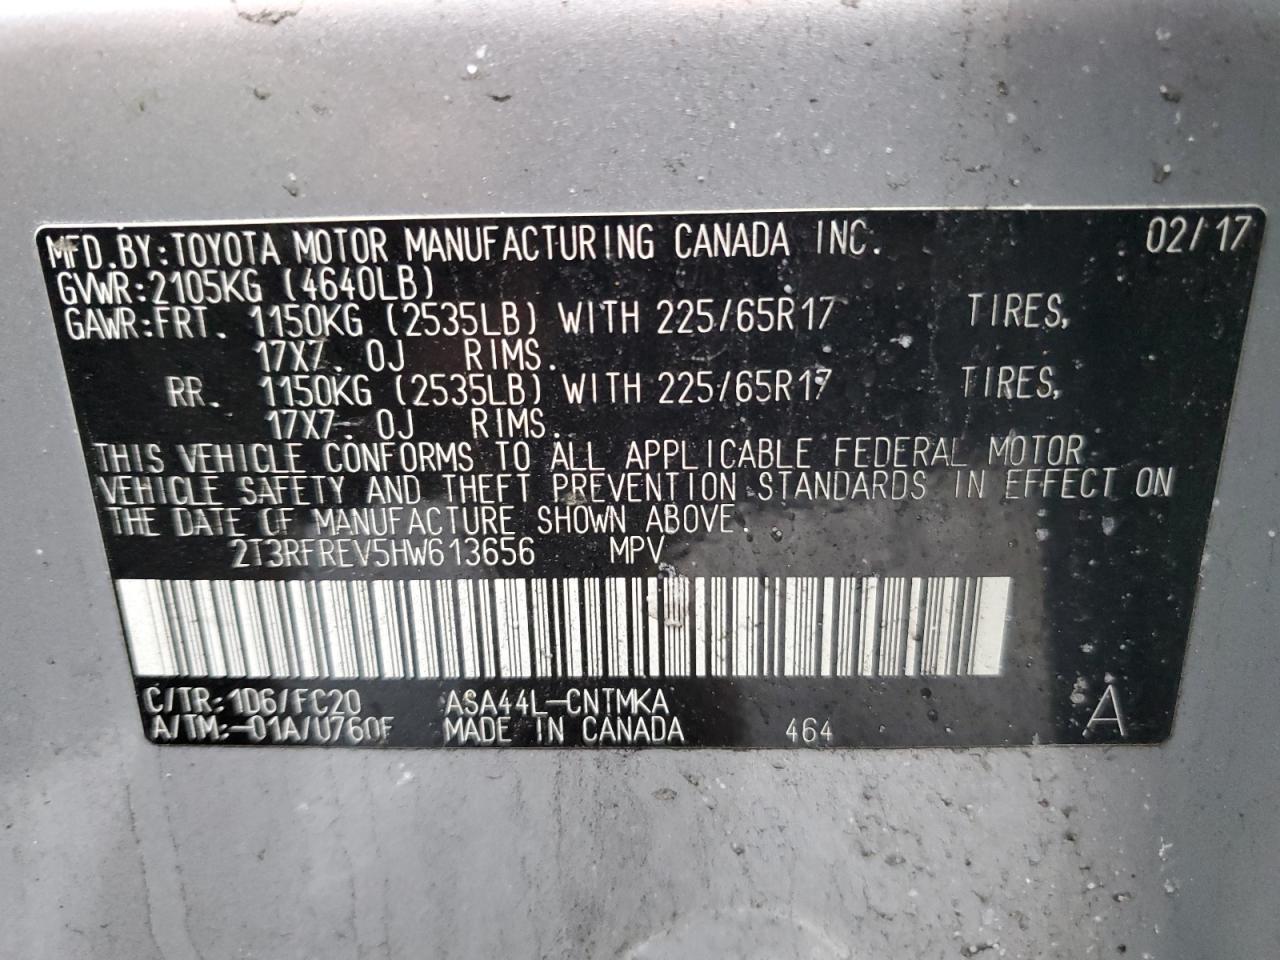 MFD. BY: TOYOTA MOTOR MANUFACTURING CANADA INC. 02/17
GVWR: 2105KG (4640LB)
GAWR: FRT. 1150KG (2535LB) WITH 225/65R17 TIRES,
17X7.0J RIMS.
RR. 1150KG (2535LB) WITH 225/65R17 TIRES,
17X7.0J RIMS.
THIS VEHICLE CONFORMS TO ALL APPLICABLE FEDERAL MOTOR
VEHICLE SAFETY AND THEFT PREVENTION STANDARDS IN EFFECT ON
THE DATE OF MANUFACTURE SHOWN ABOVE.
2T3RFREV5HW613656 MPV
C/TR: 1D6/FC20 ASA44L-CNTMKA
A/TM: -01A/U760F MADE IN CANADA 464 A